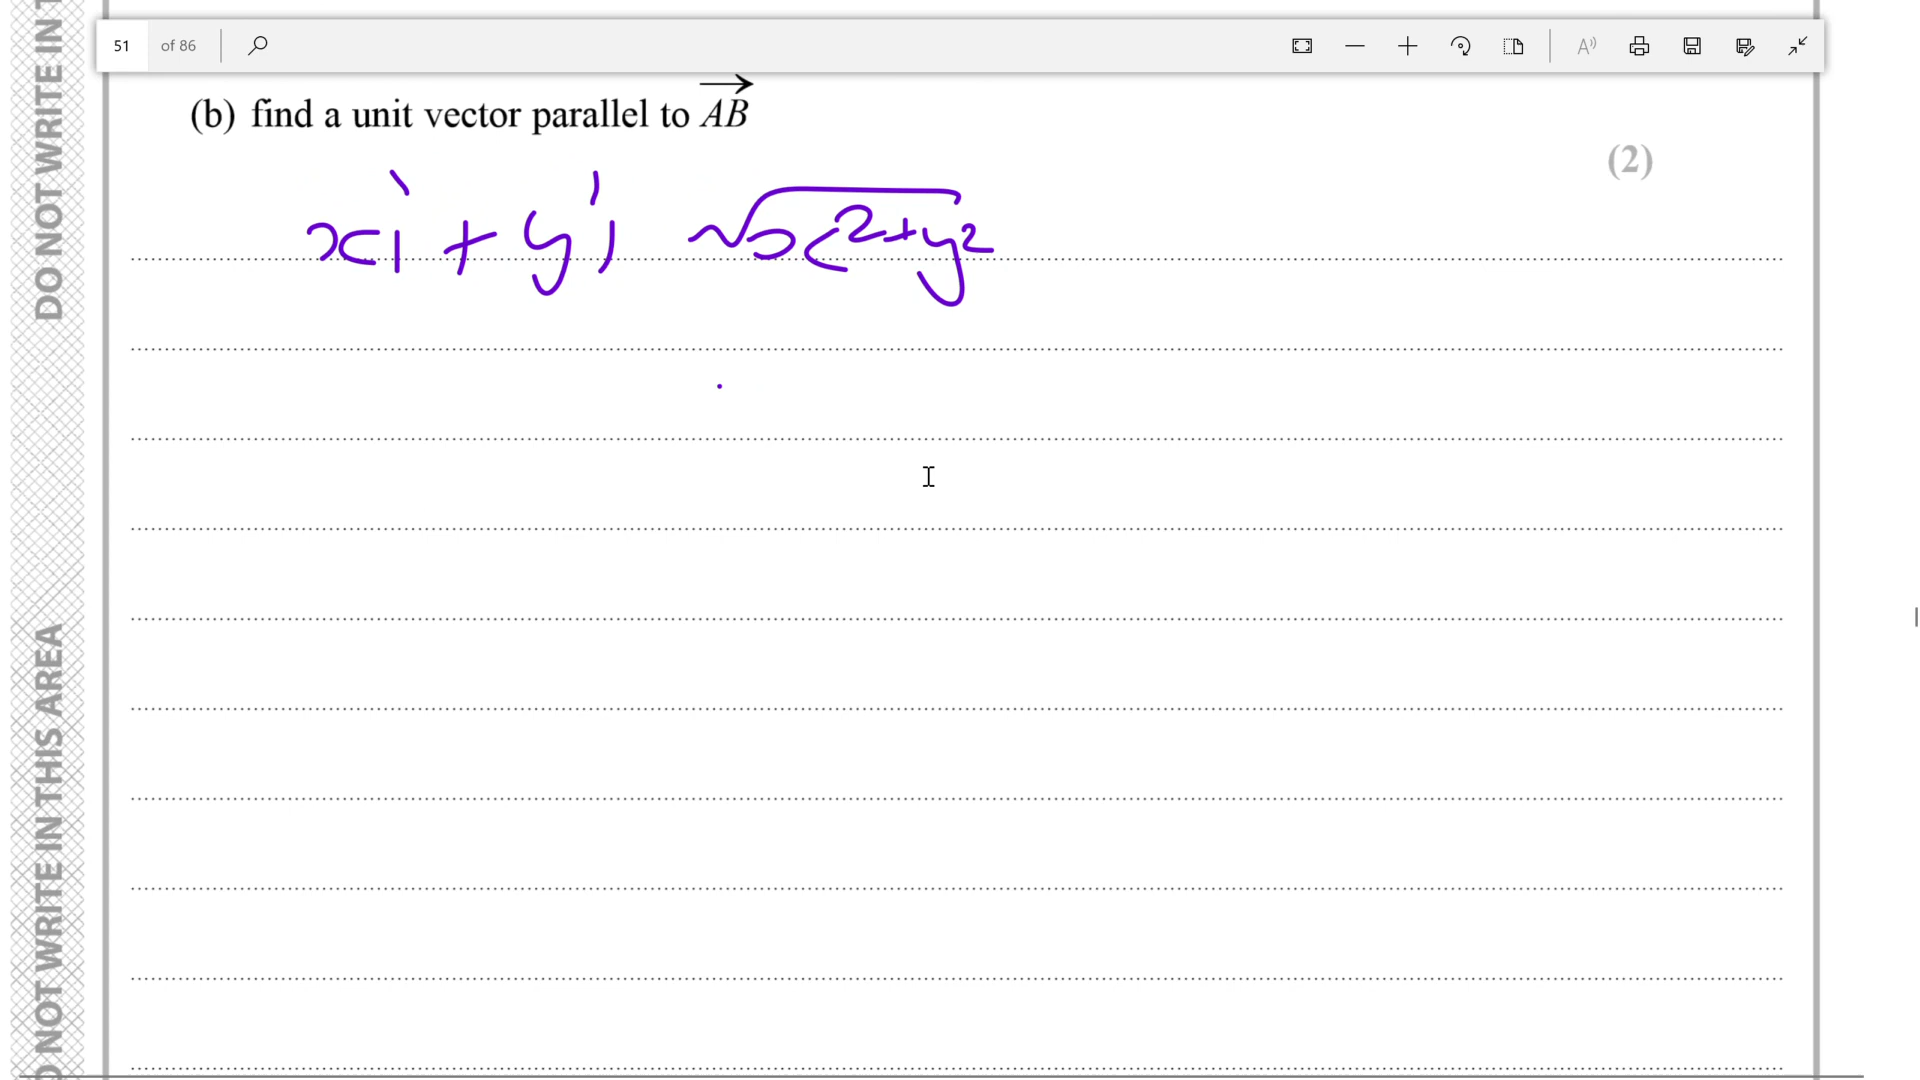 51 of 86
(b) find a unit vector parallel to AB
(2)
xi + yj √x²+y²
DO NOT WRITE IN T
DO NOT WRITE IN THIS AREA